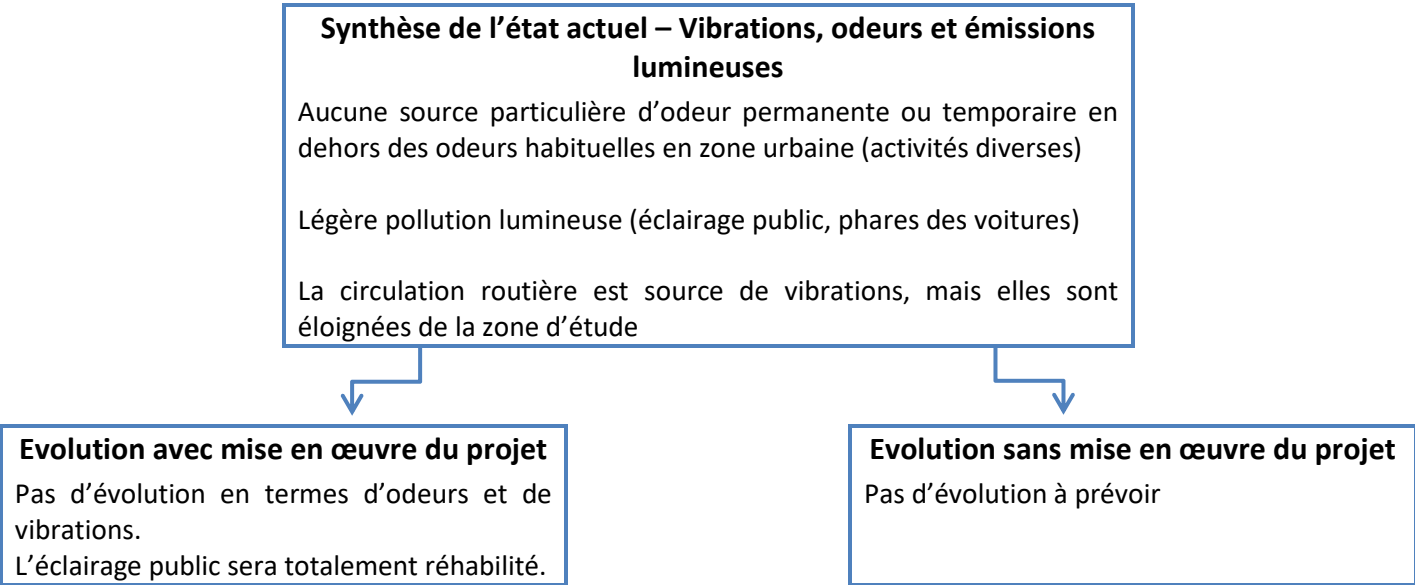 Synthèse de l’état actuel – Vibrations, odeurs et émissions
lumineuses
Aucune source particulière d’odeur permanente ou temporaire en
dehors des odeurs habituelles en zone urbaine (activités diverses)
Légère pollution lumineuse (éclairage public, phares des voitures)
La circulation routière est source de vibrations, mais elles sont
éloignées de la zone d’étude
Evolution avec mise en œuvre du projet
Pas d’évolution en termes d’odeurs et de
vibrations.
L’éclairage public sera totalement réhabilité.
Evolution sans mise en œuvre du projet
Pas d’évolution à prévoir